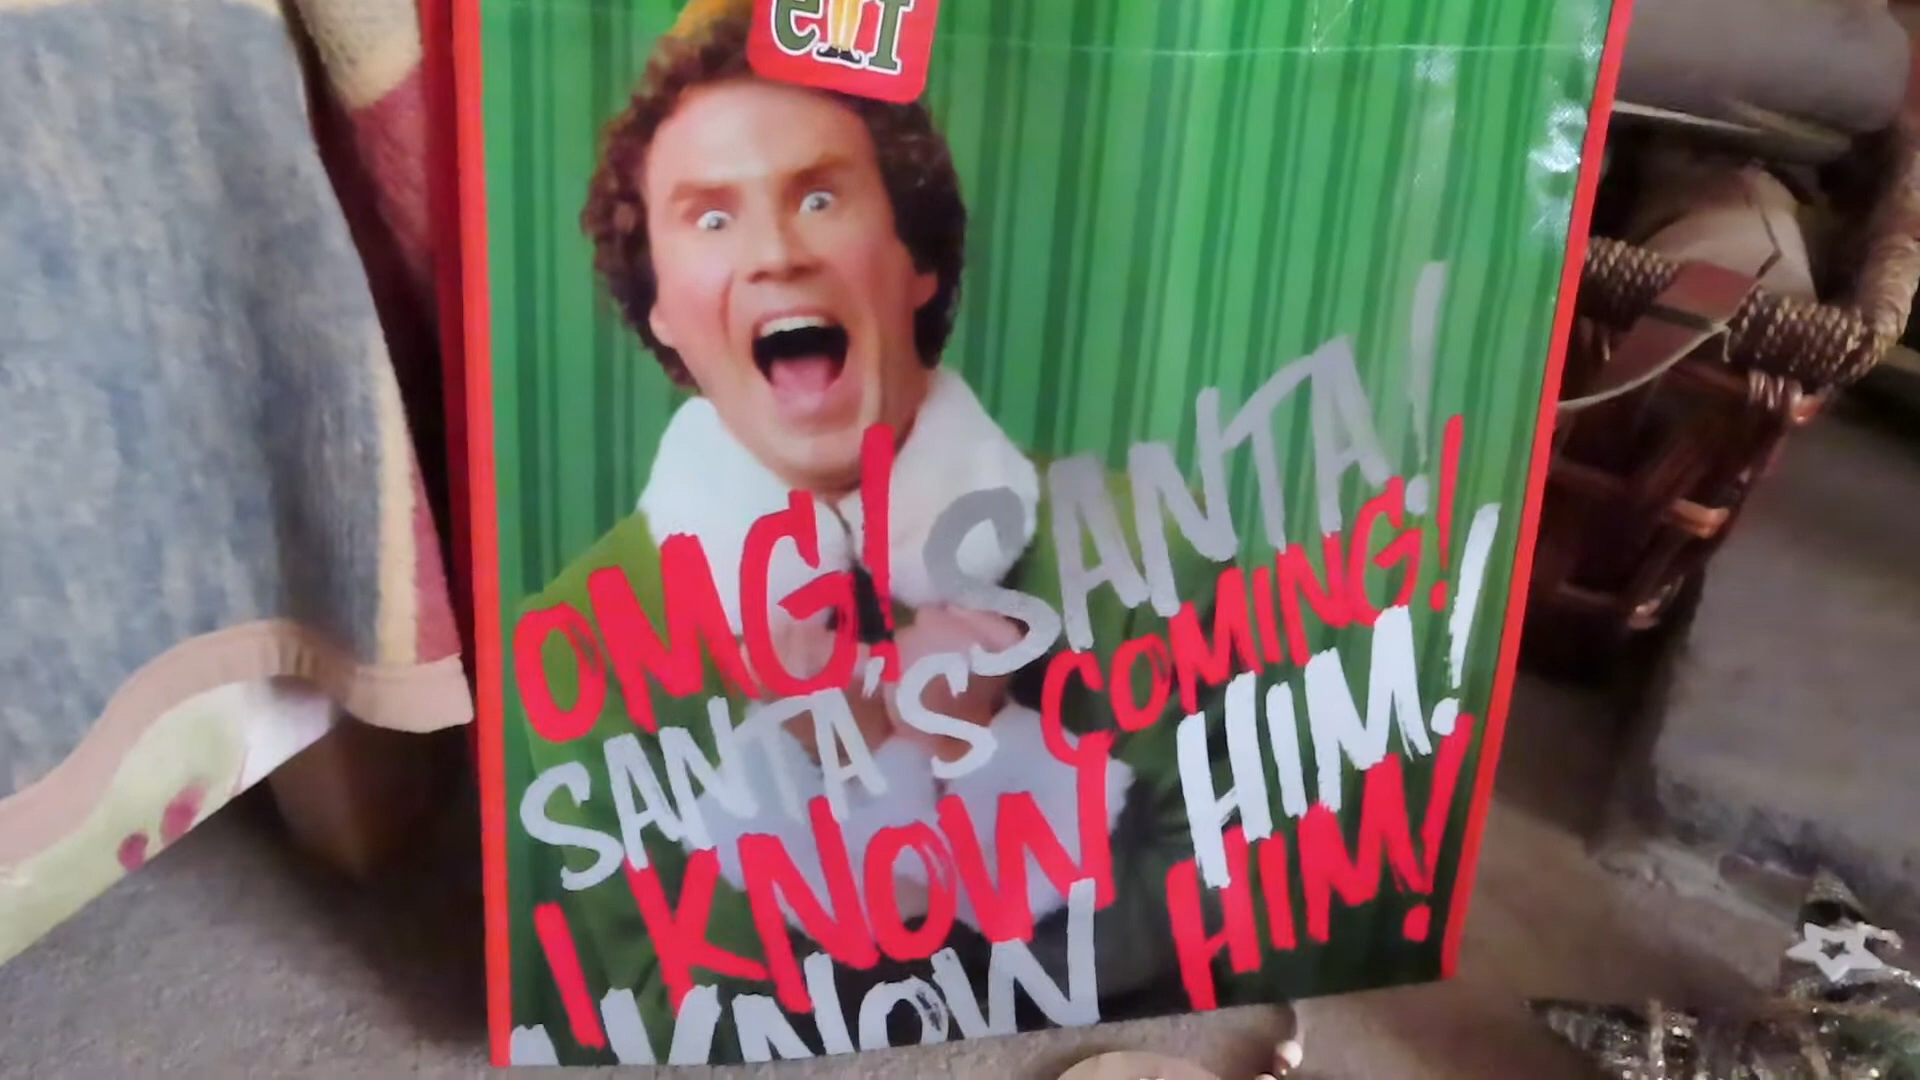 elf
OMG! SANTA!
SANTA'S COMING!
I KNOW HIM!
I KNOW HIM!